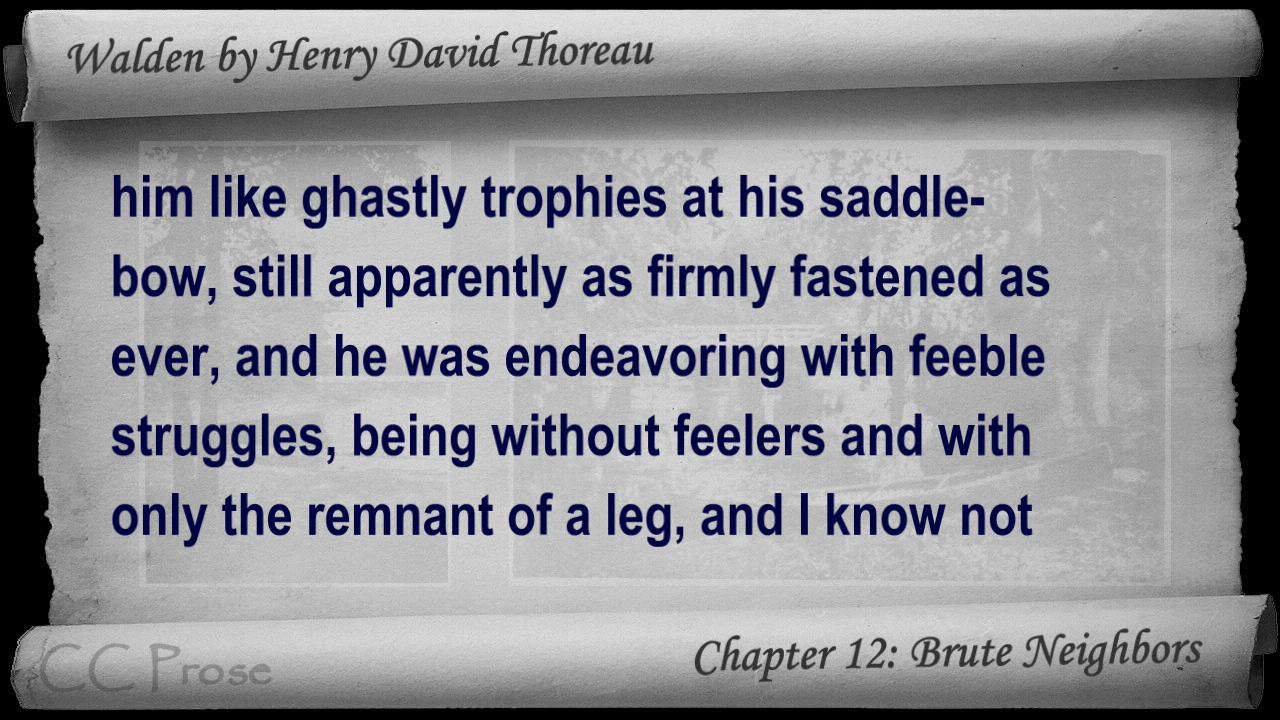 Walden by Henry David Thoreau
him like ghastly trophies at his saddle-
bow, still apparently as firmly fastened as
ever, and he was endeavoring with feeble
struggles, being without feelers and with
only the remnant of a leg, and I know not
Chapter 12: Brute Neighbors
CC Prose